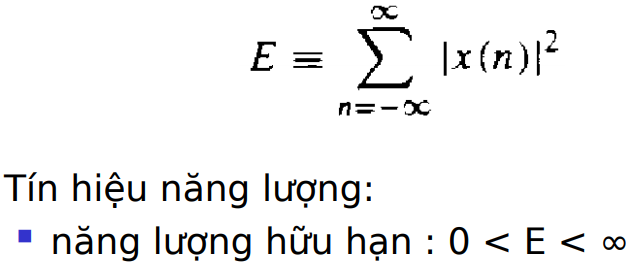 E ≡ ∑_{n=-∞}^{∞} |x(n)|²
Tín hiệu năng lượng:
▪ năng lượng hữu hạn : 0 < E < ∞